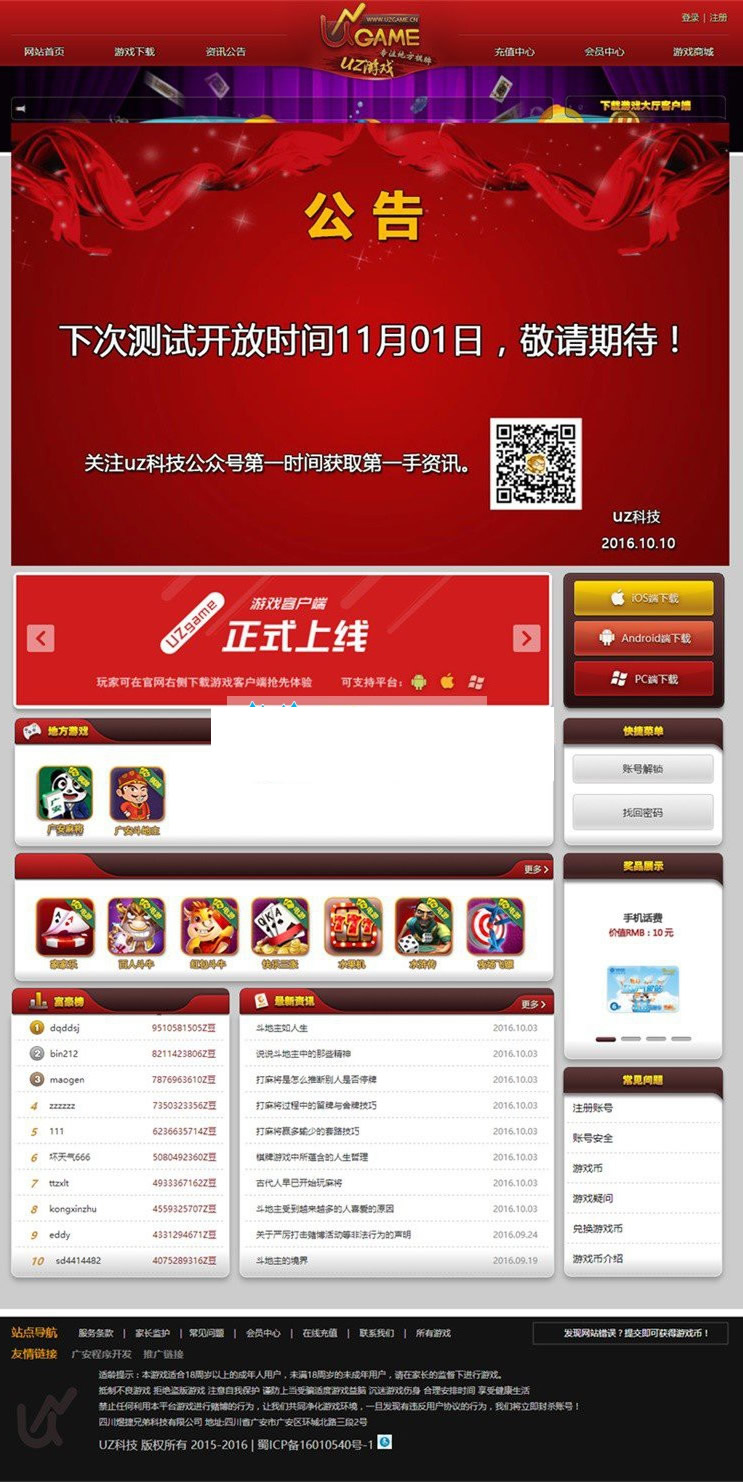 登录 | 注册
WWW.UZGAME.CN
UZGAME
专注地方棋牌
UZ游戏
网站首页 游戏下载 资讯公告 充值中心 会员中心 游戏商城
下载游戏大厅客户端
公告
下次测试开放时间11月01日，敬请期待！
关注uz科技公众号第一时间获取第一手资讯。
UZ科技
2016.10.10
UZgame
游戏客户端
正式上线
玩家可在官网右侧下载游戏客户端抢先体验 可支持平台：
iOS端下载
Android端下载
PC端下载
地方游戏
广安麻将 广安斗地主
快捷菜单
账号解锁
找回密码
更多
百人斗牛 红包斗牛 快乐三张 水果机 水浒传 夜店飞镖
奖品展示
手机话费
价值RMB：10 元
富豪榜
1 dqddsj 9510581505Z豆
2 bin212 8211423806Z豆
3 maogen 7876963610Z豆
4 zzzzzz 7350323356Z豆
5 111 6236635714Z豆
6 坏天气666 5080492360Z豆
7 ttzxlt 4933367162Z豆
8 kongxinzhu 4559325707Z豆
9 eddy 4331294671Z豆
10 sd4414482 4075289316Z豆
最新资讯 更多
斗地主如人生 2016.10.03
说说斗地主中的那些精神 2016.10.03
打麻将是怎么推断别人是否停牌 2016.10.03
打麻将过程中的留牌与舍牌技巧 2016.10.03
打麻将赢多输少的套路技巧 2016.10.03
棋牌游戏中所蕴含的人生哲理 2016.10.03
古代人早已开始玩麻将 2016.10.03
斗地主受到越来越多的人喜爱的原因 2016.10.03
关于严厉打击赌博活动等非法行为的声明 2016.09.24
斗地主的境界 2016.09.19
常见问题
注册账号
账号安全
游戏币
游戏疑问
兑换游戏币
游戏币介绍
站点导航 服务条款 | 家长监护 | 常见问题 | 会员中心 | 在线充值 | 联系我们 | 所有游戏
发现网站错误？提交即可获得游戏币！
友情链接 广安程序开发 推广链接
适龄提示：本游戏适合18周岁以上的成年人用户，未满18周岁的未成年用户，请在家长的监督下进行游戏。
抵制不良游戏 拒绝盗版游戏 注意自我保护 谨防上当受骗适度游戏益脑 沉迷游戏伤身 合理安排时间 享受健康生活
禁止任何利用本平台游戏进行赌博的行为，让我们共同净化游戏环境，一旦发现有违反用户协议的行为，我们将立即封杀账号！
四川煜捷兄弟科技有限公司 地址:四川省广安市广安区环城北路三段2号
UZ科技 版权所有 2015-2016 | 蜀ICP备16010540号-1